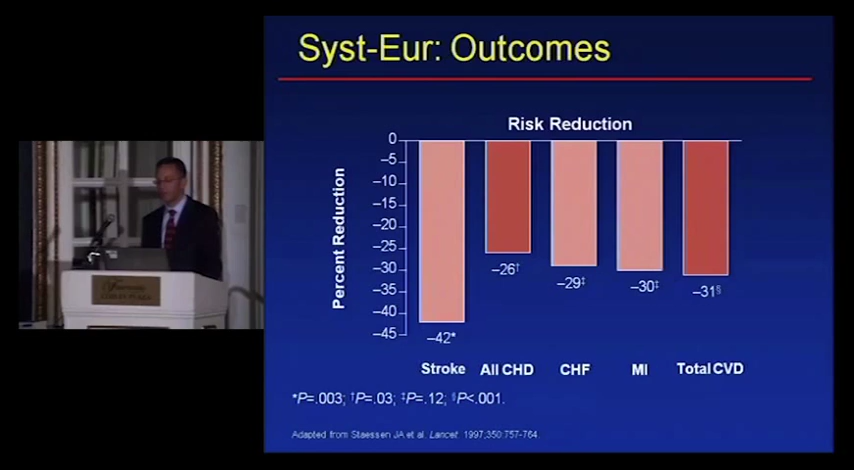 Syst-Eur: Outcomes
Risk Reduction
Percent Reduction
0
–5
–10
–15
–20
–25
–30
–35
–40
–45
–42*
–26†
–29‡
–30‡
–31§
Stroke All CHD CHF MI Total CVD
*P=.003; †P=.03; ‡P=.12; §P<.001.
Adapted from Staessen JA et al. Lancet. 1997;350:757-764.